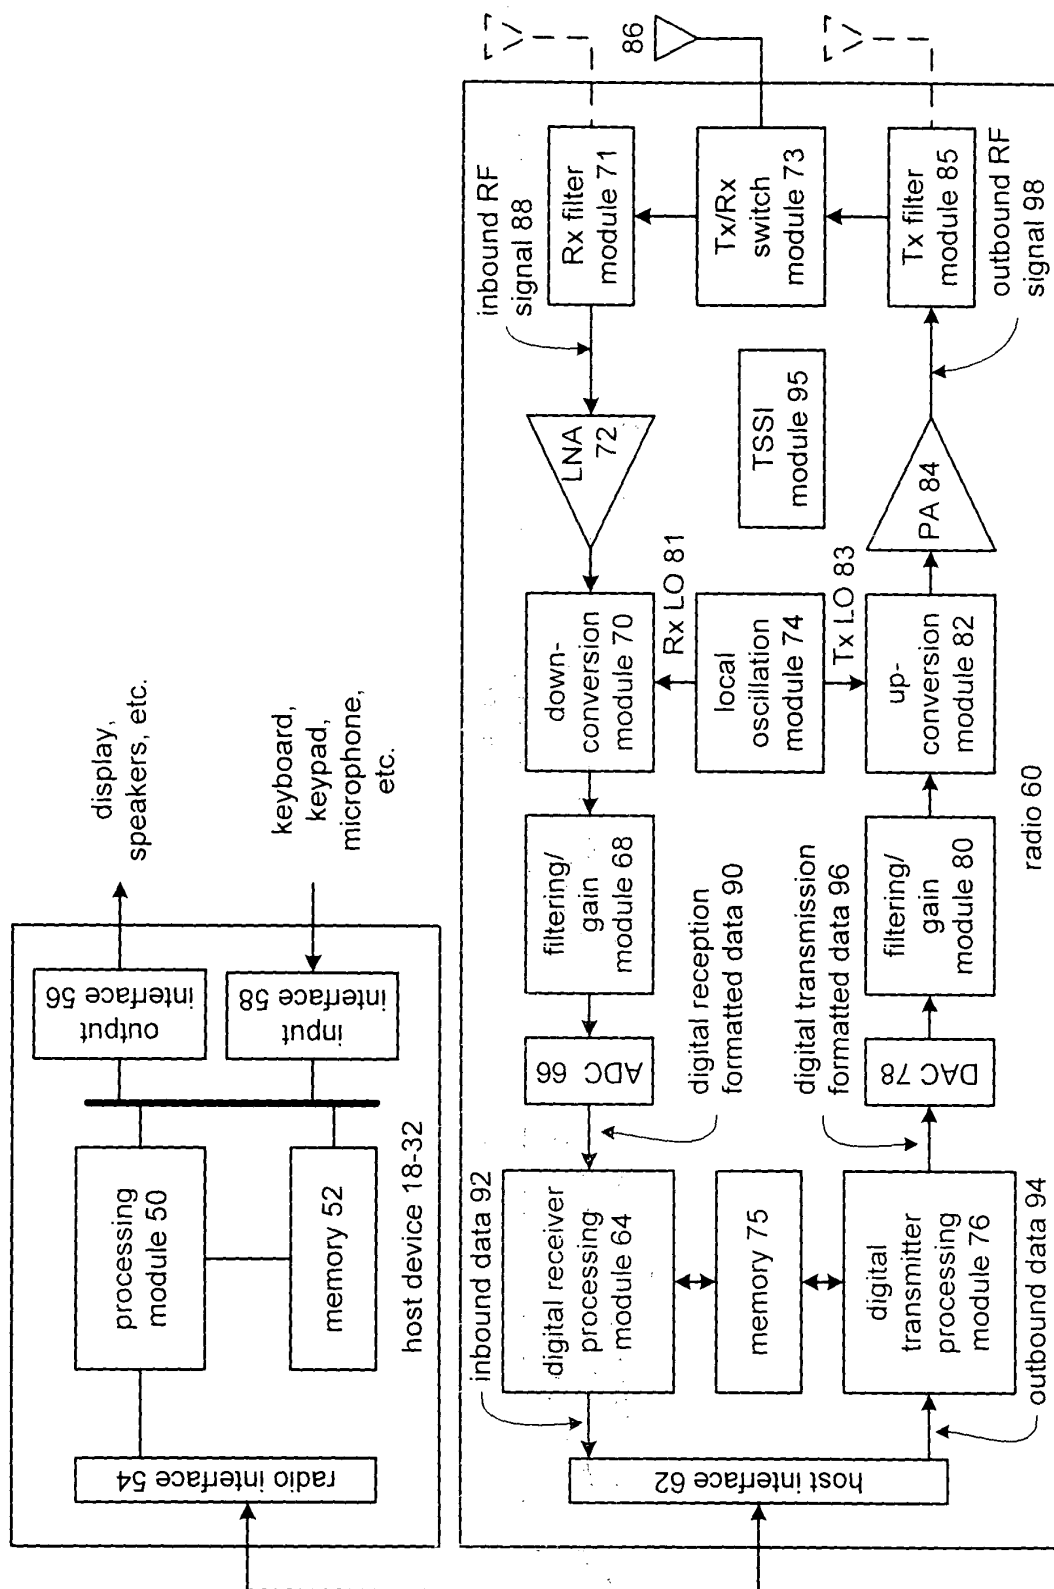 radio interface 54
processing
module 50
memory 52
output
interface 56
input
interface 58
display,
speakers, etc.
keyboard,
keypad,
microphone,
etc.
host device 18-32
host interface 62
inbound data 92
digital receiver
processing
module 64
memory 75
digital
transmitter
processing
module 76
outbound data 94
ADC 66
digital reception
formatted data 90
digital transmission
formatted data 96
DAC 78
filtering/
gain
module 68
filtering/
gain
module 80
down-
conversion
module 70
Rx LO 81
local
oscillation
module 74
Tx LO 83
up-
conversion
module 82
radio 60
LNA
72
TSSI
module 95
PA 84
inbound RF
signal 88
Rx filter
module 71
Tx/Rx
switch
module 73
Tx filter
module 85
outbound RF
signal 98
86